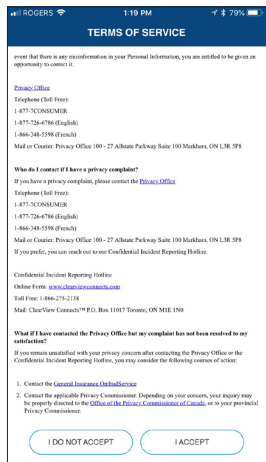 ROGERS 1:19 PM 79%
TERMS OF SERVICE
event that there is any misinformation in your Personal Information, you are entitled to be given an
opportunity to correct it.
Privacy Office
Telephone (Toll Free):
1-877-7CONSUMER
1-877-726-6786 (English)
1-866-348-5598 (French)
Mail or Courier: Privacy Office 100 - 27 Allstate Parkway Suite 100 Markham, ON L3R 5P8
Who do I contact if I have a privacy complaint?
If you have a privacy complaint, please contact the Privacy Office
Telephone (Toll Free):
1-877-7CONSUMER
1-877-726-6786 (English)
1-866-348-5598 (French)
Mail or Courier: Privacy Office 100 - 27 Allstate Parkway Suite 100 Markham, ON L3R 5P8
If you prefer, you can reach out to our Confidential Incident Reporting Hotline
Confidential Incident Reporting Hotline
Online Form: www.clearviewconnects.com
Toll Free: 1-866-275-2138
Mail: ClearView Connects™ P.O. Box 11017 Toronto, ON M1E 1N0
What if I have contacted the Privacy Office but my complaint has not been resolved to my
satisfaction?
If you remain unsatisfied with your privacy concern after contacting the Privacy Office or the
Confidential Incident Reporting Hotline, you may consider the following courses of action:
1. Contact the General Insurance OmbudService
2. Contact the applicable Privacy Commissioner. Depending on your concern, your inquiry may
be properly directed to the Office of the Privacy Commissioner of Canada, or to your provincial
Privacy Commissioner.
I DO NOT ACCEPT
I ACCEPT